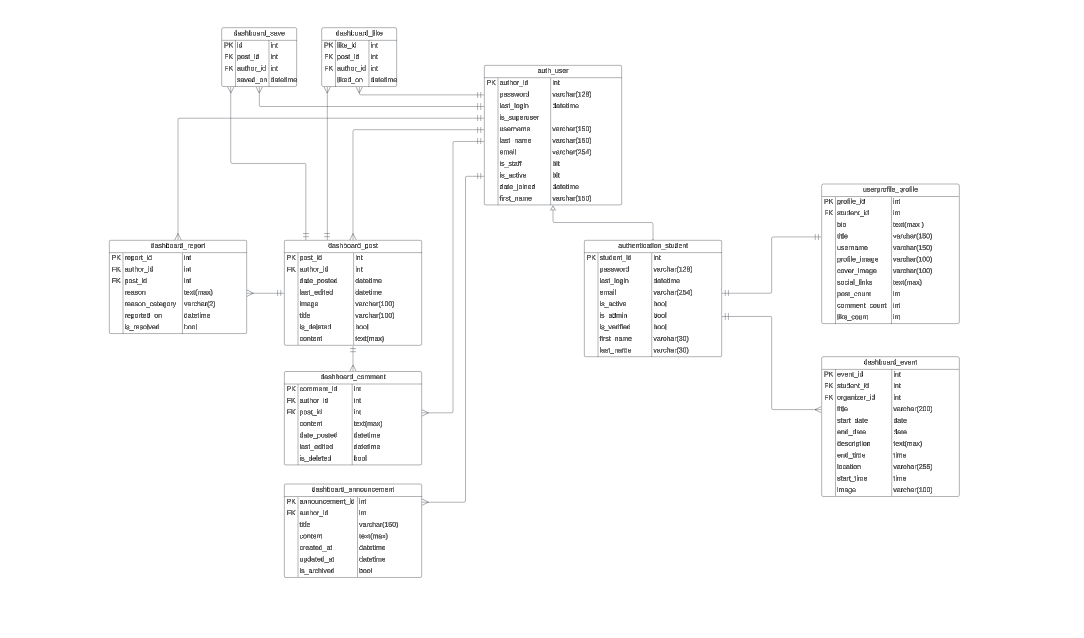 dashboard_save
PK id int
FK post_id int
FK author_id int
saved_on datetime
dashboard_like
PK like_id int
FK post_id int
FK author_id int
liked_on datetime
auth_user
PK author_id int
password varchar(128)
last_login datetime
is_superuser
username varchar(150)
last_name varchar(150)
email varchar(254)
is_staff bit
is_active bit
date_joined datetime
first_name varchar(150)
userprofile_profile
PK profile_id int
FK student_id int
bio text(max )
title varchar(150)
username varchar(150)
profile_image varchar(100)
cover_image varchar(100)
social_links text(max)
post_count int
comment_count int
like_count int
dashboard_report
PK report_id int
FK author_id int
FK post_id int
reason text(max)
reason_category varchar(2)
reported_on datetime
is_resolved bool
dashboard_post
PK post_id int
FK author_id int
date_posted datetime
last_edited datetime
image varchar(100)
title varchar(100)
is_deleted bool
content text(max)
authentication_student
PK student_id int
password varchar(128)
last_login datetime
email varchar(254)
is_active bool
is_admin bool
is_verified bool
first_name varchar(30)
last_name varchar(30)
dashboard_event
PK event_id int
FK student_id int
FK organizer_id int
title varchar(200)
start_date date
end_date date
description text(max)
end_time time
location varchar(255)
start_time time
image varchar(100)
dashboard_comment
PK comment_id int
FK author_id int
FK post_id int
content text(max)
date_posted datetime
last_edited datetime
is_deleted bool
dashboard_announcement
PK announcement_id int
FK author_id int
title varchar(150)
content text(max)
created_at datetime
updated_at datetime
is_archived bool